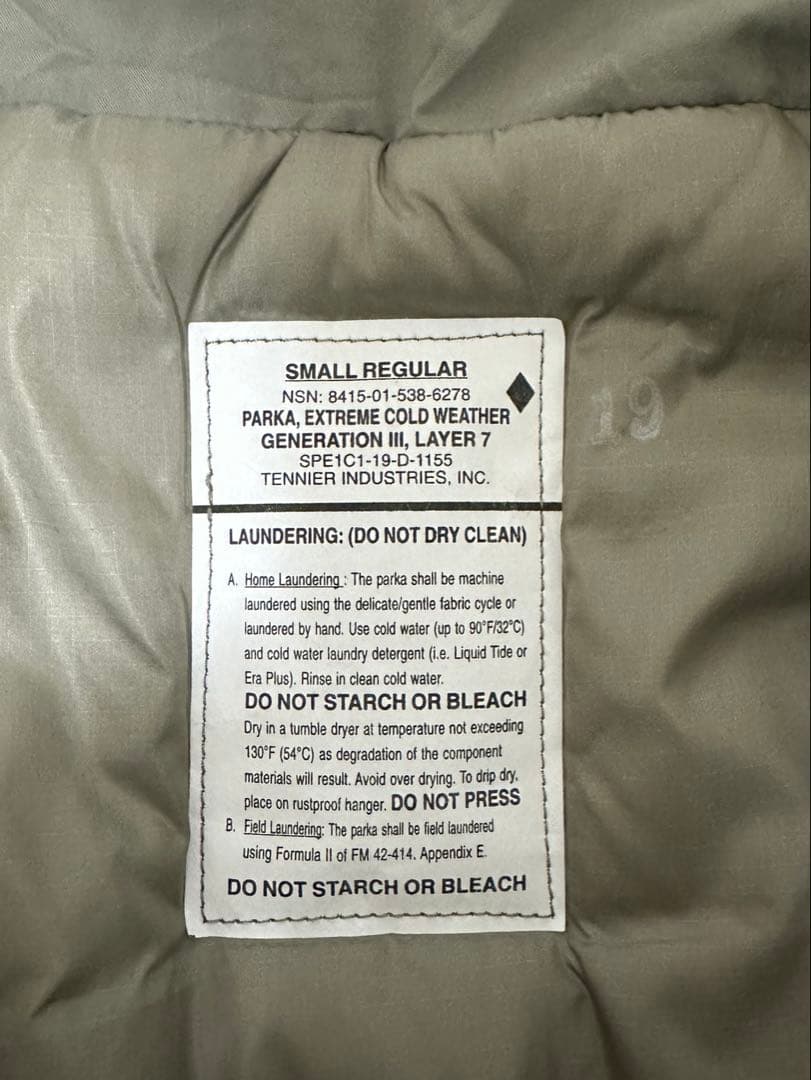 SMALL REGULAR
NSN: 8415-01-538-6278
PARKA, EXTREME COLD WEATHER
GENERATION III, LAYER 7
SPE1C1-19-D-1155
TENNIER INDUSTRIES, INC.
19
LAUNDERING: (DO NOT DRY CLEAN)
A. Home Laundering : The parka shall be machine
laundered using the delicate/gentle fabric cycle or
laundered by hand. Use cold water (up to 90°F/32°C)
and cold water laundry detergent (i.e. Liquid Tide or
Era Plus). Rinse in clean cold water.
DO NOT STARCH OR BLEACH
Dry in a tumble dryer at temperature not exceeding
130°F (54°C) as degradation of the component
materials will result. Avoid over drying. To drip dry,
place on rustproof hanger. DO NOT PRESS
B. Field Laundering: The parka shall be field laundered
using Formula II of FM 42-414. Appendix E.
DO NOT STARCH OR BLEACH